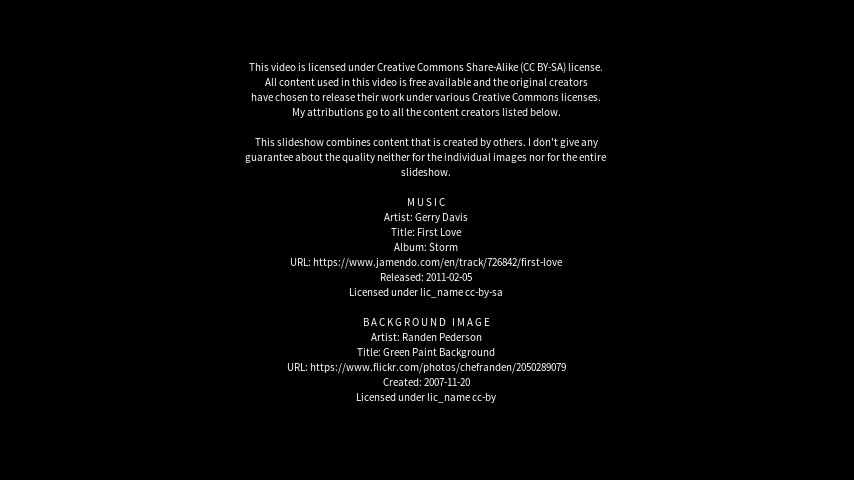 This video is licensed under Creative Commons Share-Alike (CC BY-SA) license.
All content used in this video is free available and the original creators
have chosen to release their work under various Creative Commons licenses.
My attributions go to all the content creators listed below.
This slideshow combines content that is created by others. I don't give any
guarantee about the quality neither for the individual images nor for the entire
slideshow.
MUSIC
Artist: Gerry Davis
Title: First Love
Album: Storm
URL: https://www.jamendo.com/en/track/726842/first-love
Released: 2011-02-05
Licensed under lic_name cc-by-sa
BACKGROUND IMAGE
Artist: Randen Pederson
Title: Green Paint Background
URL: https://www.flickr.com/photos/chefranden/2050289079
Created: 2007-11-20
Licensed under lic_name cc-by